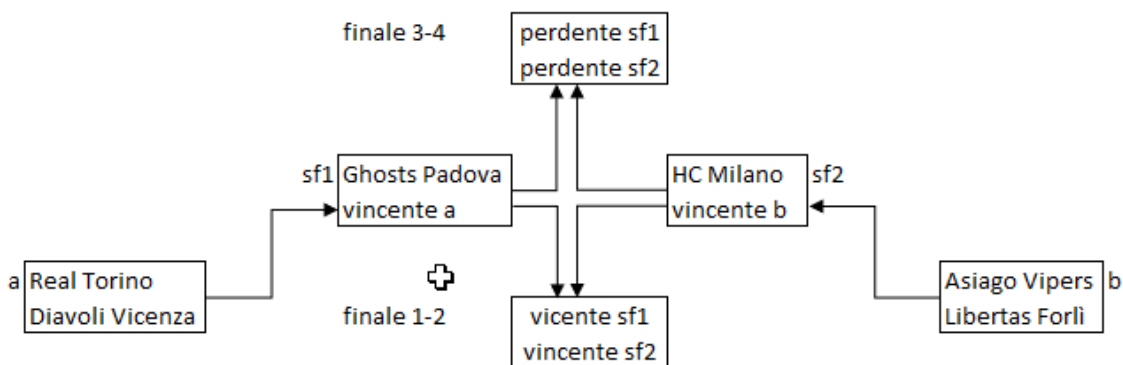 finale 3-4
perdente sf1
perdente sf2
sf1
Ghosts Padova
vincente a
HC Milano
vincente b
sf2
a
Real Torino
Diavoli Vicenza
Asiago Vipers
Libertas Forlì
b
finale 1-2
vicente sf1
vincente sf2